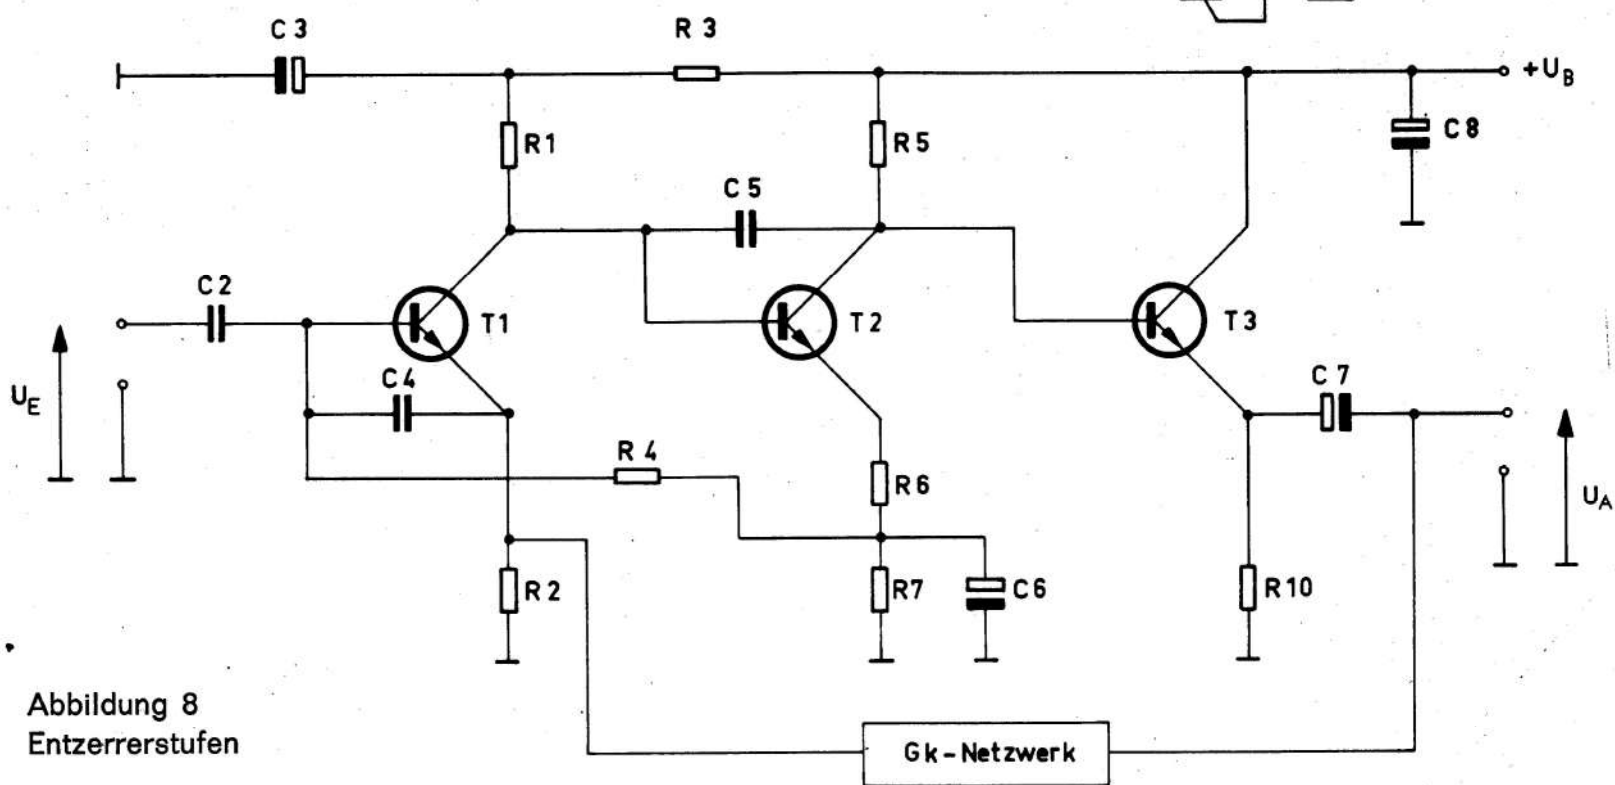 C 3
R 3
+U_B
R1
R5
C 8
C 5
C 2
T1
T2
T3
U_E
C4
C 7
R 4
R6
U_A
R2
R7
C6
R10
Abbildung 8
Entzerrerstufen
Gk-Netzwerk